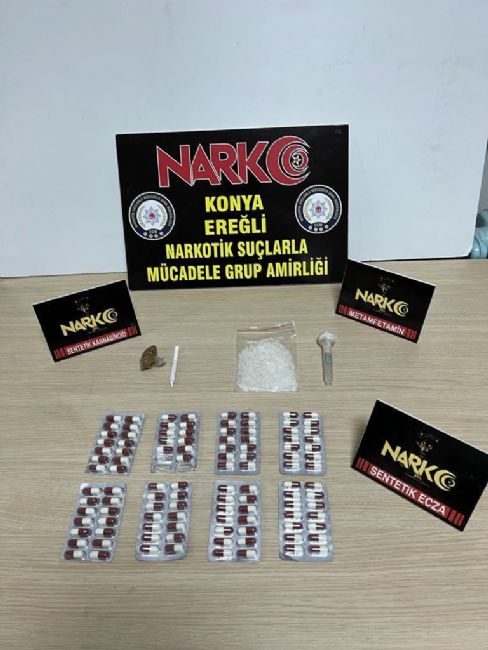 NARKO
KONYA
EREĞLİ
NARKOTİK SUÇLARLA
MÜCADELE GRUP AMİRLİĞİ
NARKO
SENTETİK KANNABİNOİD
NARKO
METAMFETAMİN
NARKO
SENTETİK ECZA